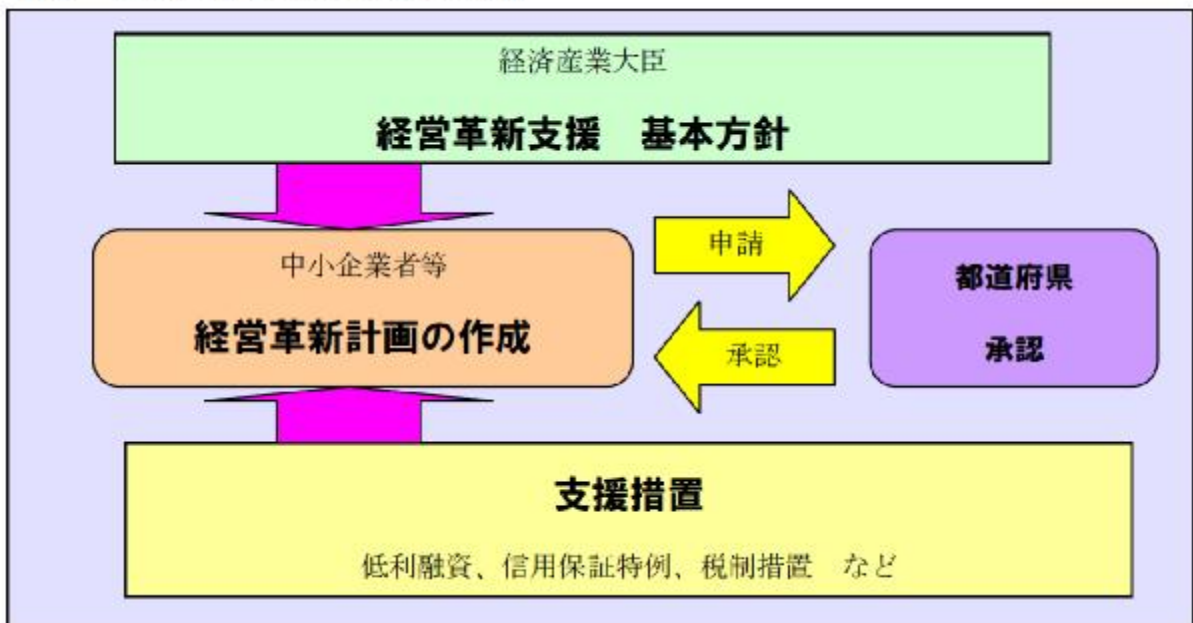 経済産業大臣
経営革新支援　基本方針
中小企業者等
経営革新計画の作成
申請
承認
都道府県
承認
支援措置
低利融資、信用保証特例、税制措置　など